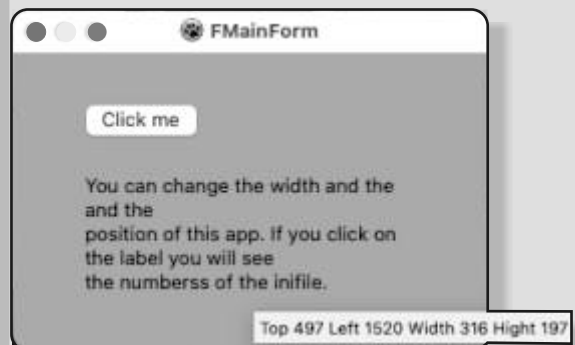 FMainForm
Click me
You can change the width and the
and the
position of this app. If you click on
the label you will see
the numberss of the inifile.
Top 497 Left 1520 Width 316 Hight 197